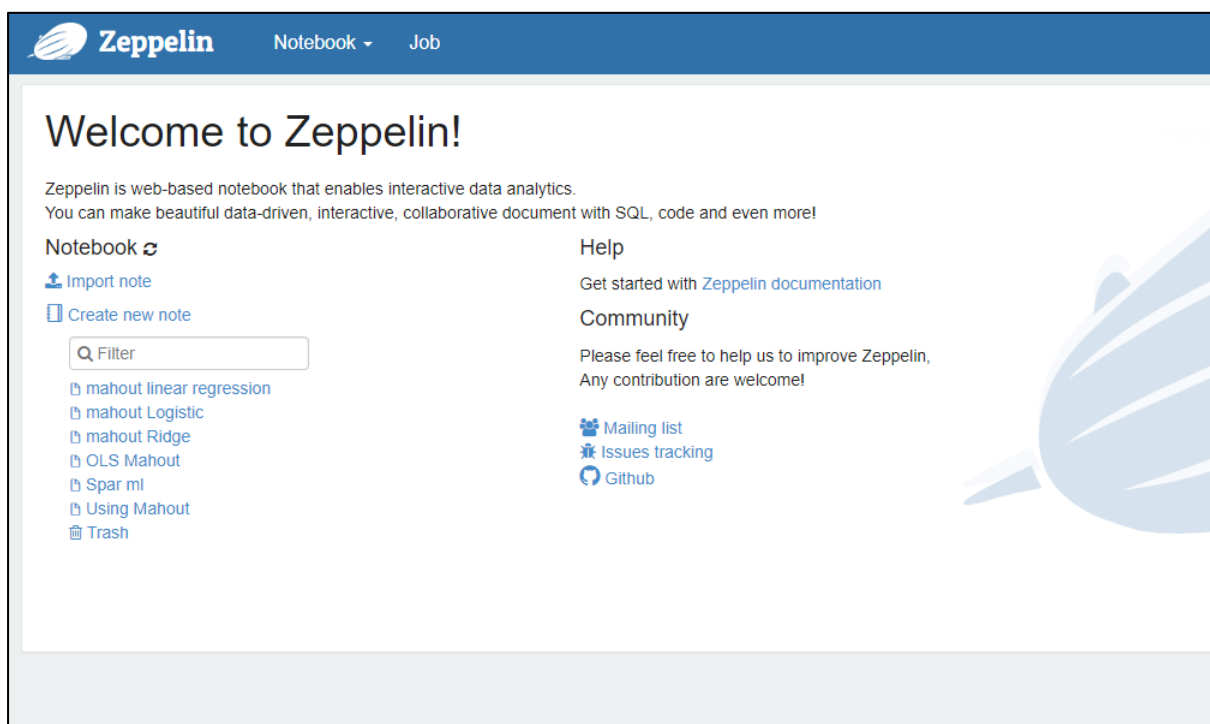 Zeppelin
Notebook
Job
Welcome to Zeppelin!
Zeppelin is web-based notebook that enables interactive data analytics.
You can make beautiful data-driven, interactive, collaborative document with SQL, code and even more!
Notebook
Import note
Create new note
Filter
mahout linear regression
mahout Logistic
mahout Ridge
OLS Mahout
Spar ml
Using Mahout
Trash
Help
Get started with Zeppelin documentation
Community
Please feel free to help us to improve Zeppelin,
Any contribution are welcome!
Mailing list
Issues tracking
Github